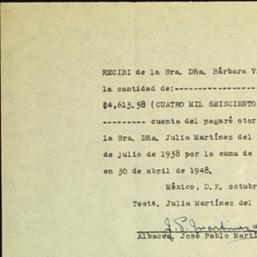 RECIBI de la Sra. Dña. Bárbara V
la cantidad de:---------------
$4,613.58 (CUATRO MIL SEISCIENTO
--------- cuenta del pagaré otor
la Sra. Dña. Julia Martínez del
de julio de 1938 por la suma de
en 30 de abril de 1948.
México, D. F. octubr
Testa. Julia Martínez del
J. P. Martínez
Albacea, José Pablo Martí